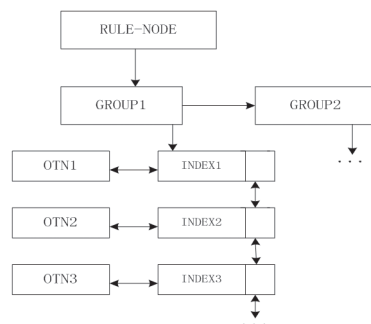 RULE-NODE
GROUP1
GROUP2
...
OTN1
INDEX1
OTN2
INDEX2
OTN3
INDEX3